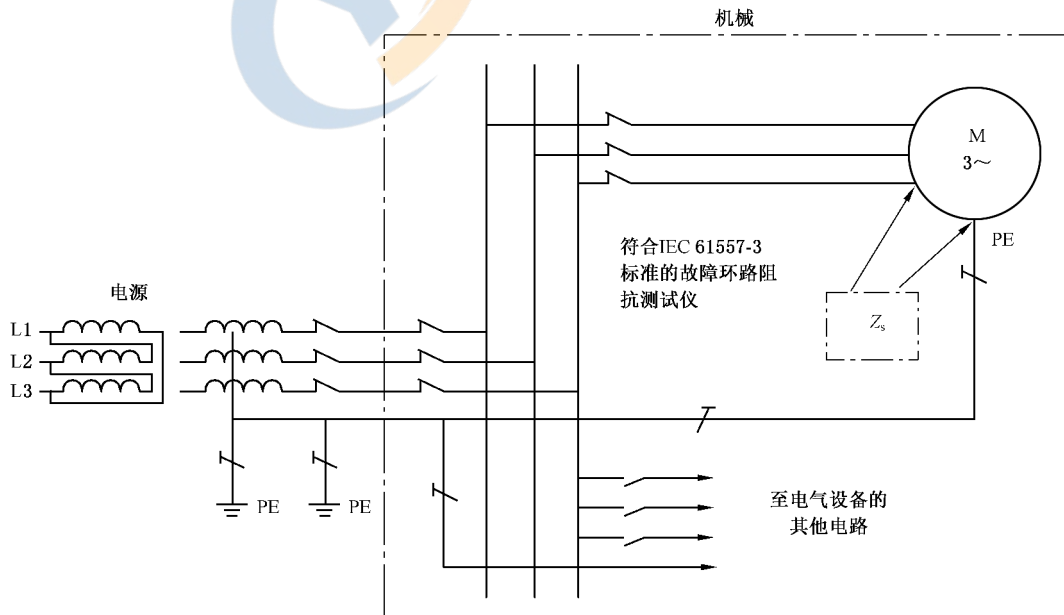 机械
M
3～
PE
符合IEC 61557-3
标准的故障环路阻
抗测试仪
Zs
电源
L1
L2
L3
PE
PE
至电气设备的
其他电路